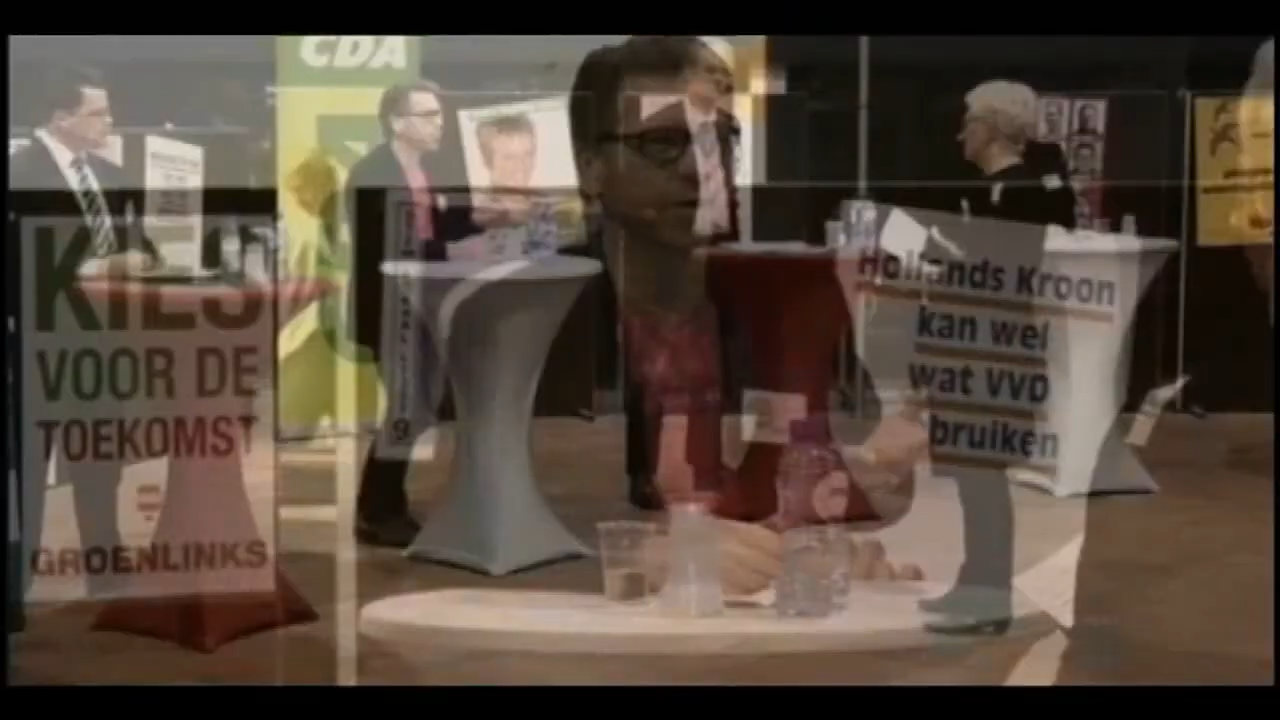 CDA
KIES
VOOR DE
TOEKOMST
GROENLINKS
Hollands Kroon
kan wel
wat VVD
bruiken